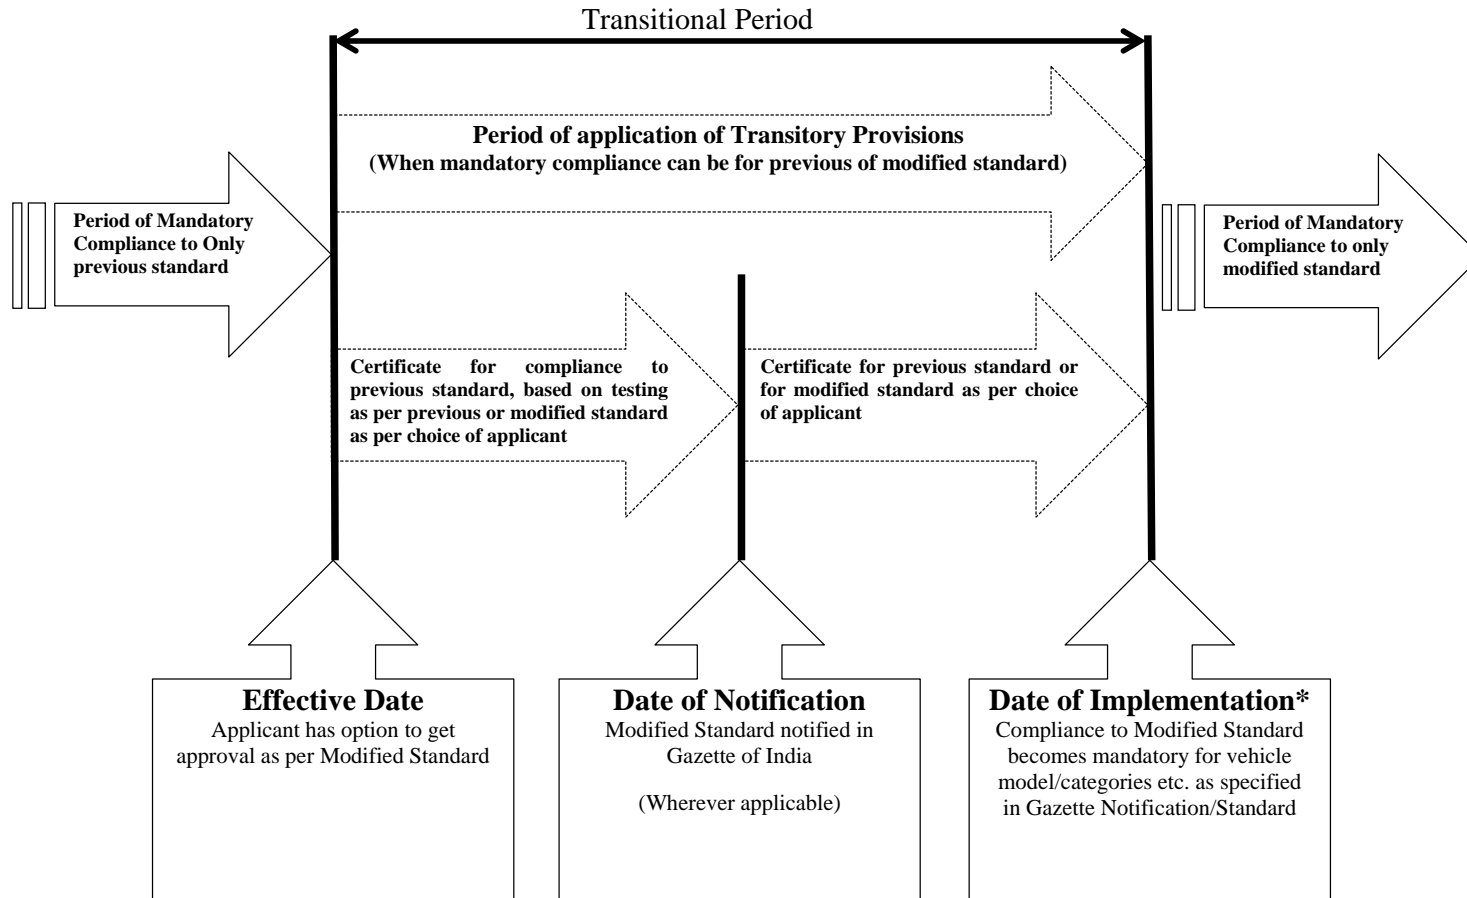 Transitional Period
Period of application of Transitory Provisions
(When mandatory compliance can be for previous of modified standard)
Period of Mandatory
Compliance to Only
previous standard
Period of Mandatory
Compliance to only
modified standard
Certificate for compliance to
previous standard, based on testing
as per previous or modified standard
as per choice of applicant
Certificate for previous standard or
for modified standard as per choice
of applicant
Effective Date
Applicant has option to get
approval as per Modified Standard
Date of Notification
Modified Standard notified in
Gazette of India
(Wherever applicable)
Date of Implementation*
Compliance to Modified Standard
becomes mandatory for vehicle
model/categories etc. as specified
in Gazette Notification/Standard